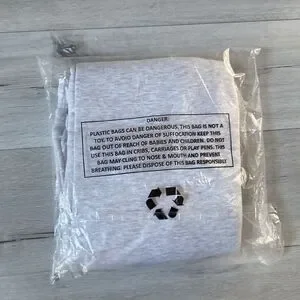 DANGER:
PLASTIC BAGS CAN BE DANGEROUS. THIS BAG IS NOT A
TOY. TO AVOID DANGER OF SUFFOCATION KEEP THIS
BAG OUT OF REACH OF BABIES AND CHILDREN. DO NOT
USE THIS BAG IN CRIBS, CARRIAGES OR PLAY PENS. THIS
BAG MAY CLING TO NOSE & MOUTH AND PREVENT
BREATHING. PLEASE DISPOSE OF THIS BAG RESPONSIBLY